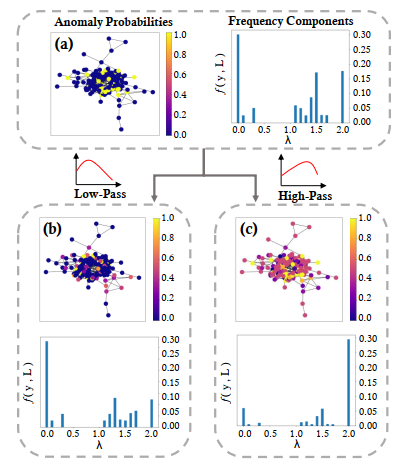 Anomaly Probabilities
Frequency Components
(a)
1.0
0.8
0.6
0.4
0.2
0.0
f ( y , L )
0.30
0.25
0.20
0.15
0.10
0.05
0.00
0.0 0.5 1.0 1.5 2.0
λ
Low-Pass
High-Pass
(b)
1.0
0.8
0.6
0.4
0.2
0.0
(c)
1.0
0.8
0.6
0.4
0.2
0.0
f ( y , L )
0.30
0.25
0.20
0.15
0.10
0.05
0.00
0.0 0.5 1.0 1.5 2.0
λ
f ( y , L )
0.30
0.25
0.20
0.15
0.10
0.05
0.00
0.0 0.5 1.0 1.5 2.0
λ